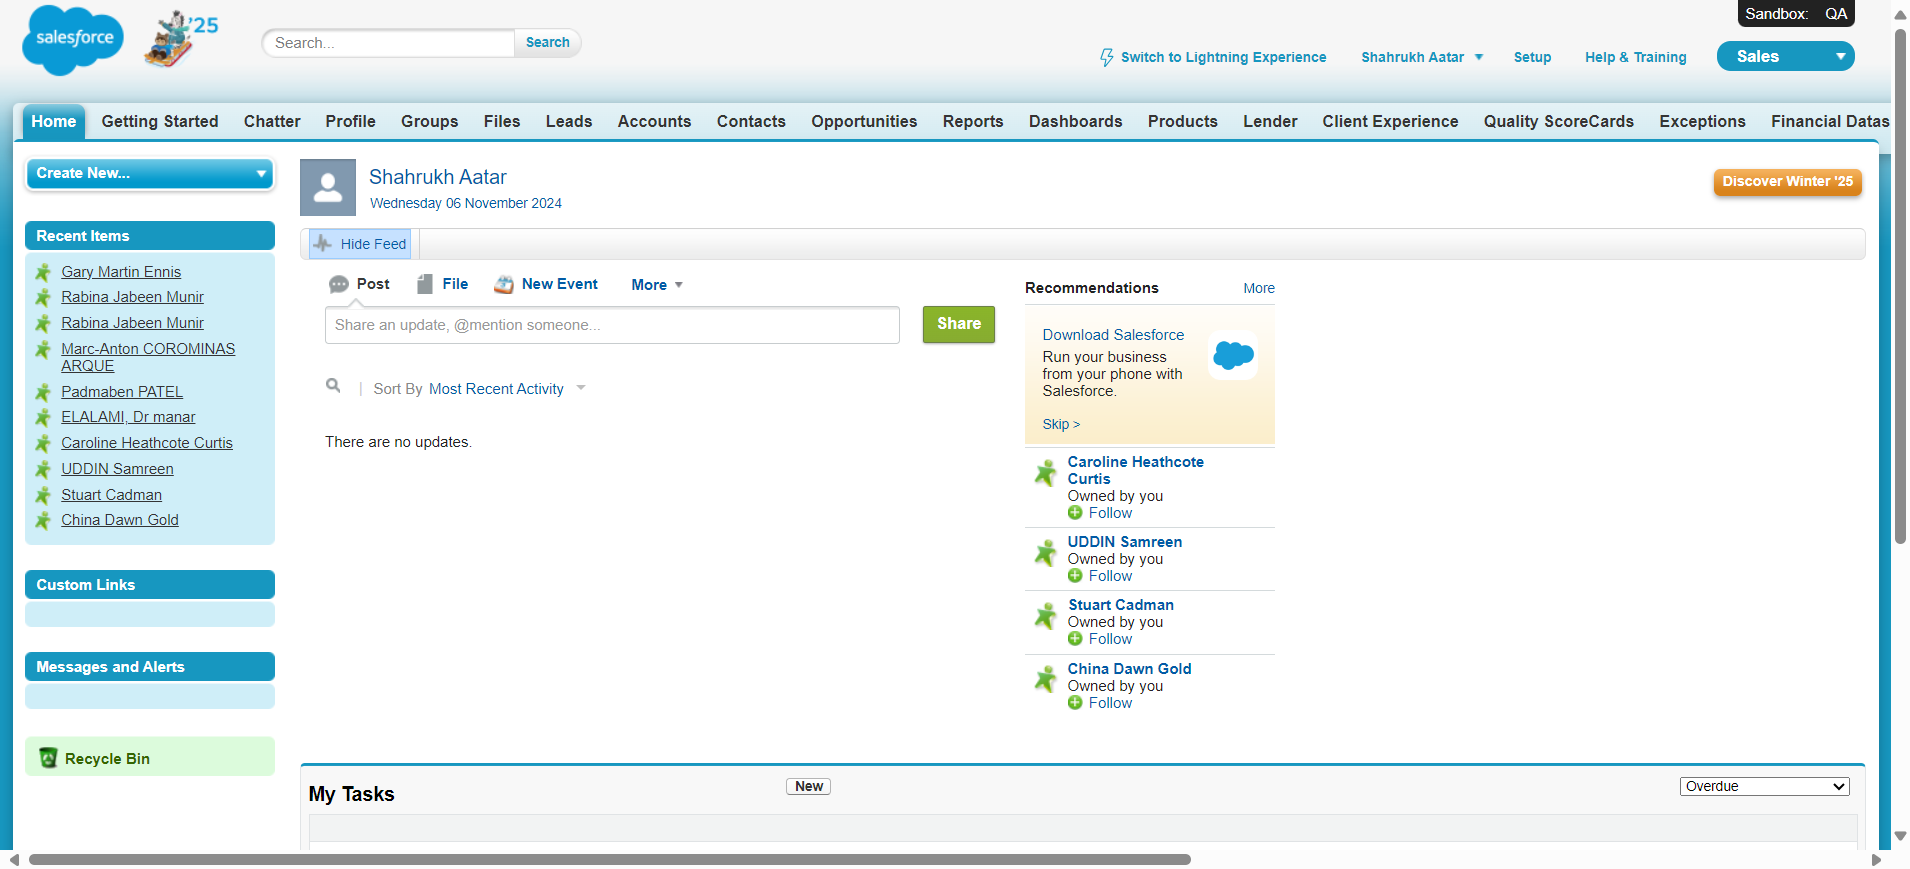 Sandbox: QA
salesforce
'25
Search...
Search
Switch to Lightning Experience
Shahrukh Aatar
Setup
Help & Training
Sales
Home
Getting Started
Chatter
Profile
Groups
Files
Leads
Accounts
Contacts
Opportunities
Reports
Dashboards
Products
Lender
Client Experience
Quality ScoreCards
Exceptions
Financial Datas
Create New...
Recent Items
Gary Martin Ennis
Rabina Jabeen Munir
Rabina Jabeen Munir
Marc-Anton COROMINAS
ARQUE
Padmaben PATEL
ELALAMI, Dr manar
Caroline Heathcote Curtis
UDDIN Samreen
Stuart Cadman
China Dawn Gold
Custom Links
Messages and Alerts
Recycle Bin
Shahrukh Aatar
Wednesday 06 November 2024
Discover Winter '25
Hide Feed
Post
File
New Event
More
Share an update, @mention someone...
Share
Sort By Most Recent Activity
There are no updates.
Recommendations
More
Download Salesforce
Run your business
from your phone with
Salesforce.
Skip >
Caroline Heathcote
Curtis
Owned by you
Follow
UDDIN Samreen
Owned by you
Follow
Stuart Cadman
Owned by you
Follow
China Dawn Gold
Owned by you
Follow
My Tasks
New
Overdue